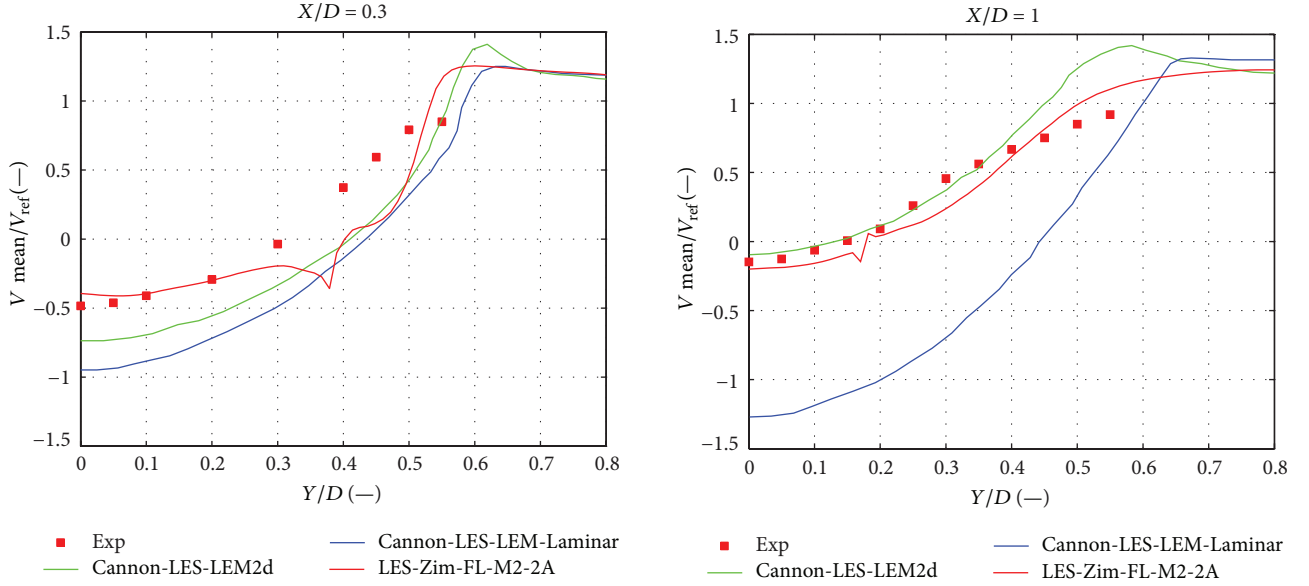 X/D = 0.3
1.5
1
0.5
0
−0.5
−1
−1.5
V mean/Vref (—)
0 0.1 0.2 0.3 0.4 0.5 0.6 0.7 0.8
Y/D (—)
Exp
Cannon-LES-LEM2d
Cannon-LES-LEM-Laminar
LES-Zim-FL-M2-2A
X/D = 1
1.5
1
0.5
0
−0.5
−1
−1.5
V mean/Vref (—)
0 0.1 0.2 0.3 0.4 0.5 0.6 0.7 0.8
Y/D (—)
Exp
Cannon-LES-LEM2d
Cannon-LES-LEM-Laminar
LES-Zim-FL-M2-2A